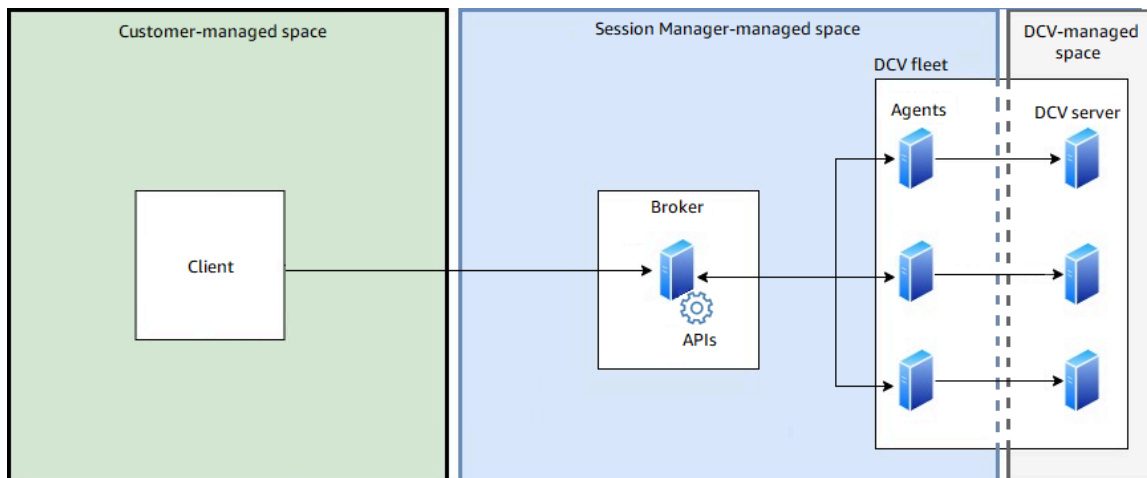 Customer-managed space
Session Manager-managed space
DCV-managed
space
DCV fleet
Agents
DCV server
Broker
Client
APIs